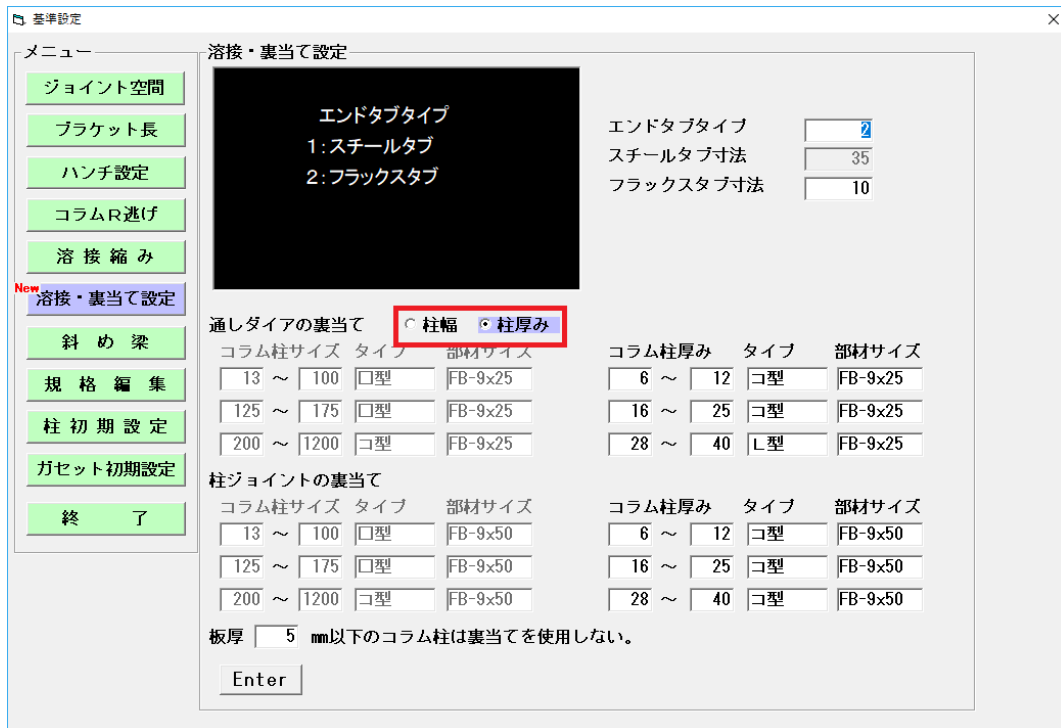 基準設定
メニュー
ジョイント空間
ブラケット長
ハンチ設定
コラムR逃げ
溶 接 縮 み
New
溶接・裏当て設定
斜 め 梁
規 格 編 集
柱 初 期 設 定
ガセット初期設定
終 了
溶接・裏当て設定
エンドタブタイプ
1:スチールタブ
2:フラックスタブ
エンドタブタイプ 2
スチールタブ寸法 35
フラックスタブ寸法 10
通しダイアの裏当て 柱幅 柱厚み
コラム柱サイズ タイプ 部材サイズ
13 ～ 100 口型 FB-9x25
125 ～ 175 口型 FB-9x25
200 ～ 1200 コ型 FB-9x25
コラム柱厚み タイプ 部材サイズ
6 ～ 12 コ型 FB-9x25
16 ～ 25 コ型 FB-9x25
28 ～ 40 L型 FB-9x25
柱ジョイントの裏当て
コラム柱サイズ タイプ 部材サイズ
13 ～ 100 口型 FB-9x50
125 ～ 175 口型 FB-9x50
200 ～ 1200 コ型 FB-9x50
コラム柱厚み タイプ 部材サイズ
6 ～ 12 コ型 FB-9x50
16 ～ 25 コ型 FB-9x50
28 ～ 40 コ型 FB-9x50
板厚 5 mm以下のコラム柱は裏当てを使用しない。
Enter